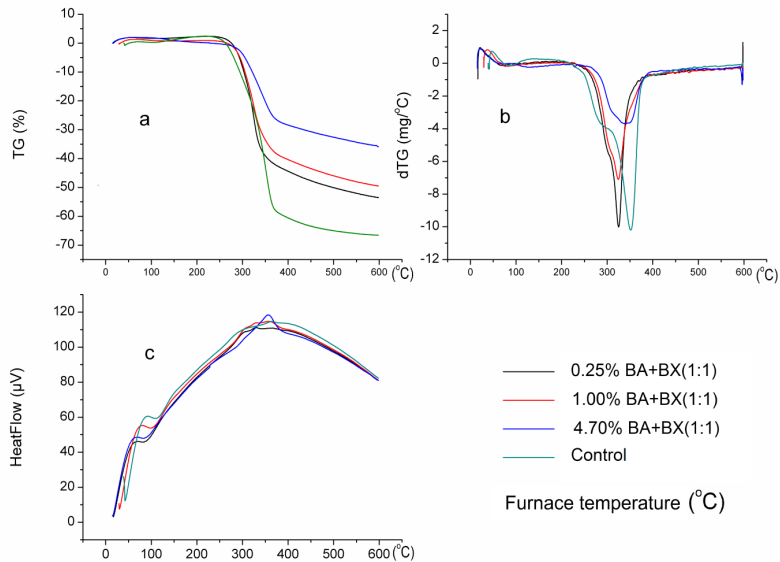 10
0
-10
-20
-30
-40
-50
-60
-70
TG (%)
a
0 100 200 300 400 500 600 (°C)
2
0
-2
-4
-6
-8
-10
-12
dTG (mg/°C)
b
0 100 200 300 400 500 600 (°C)
120
100
80
60
40
20
0
HeatFlow (µV)
c
0 100 200 300 400 500 600 (°C)
0.25% BA+BX(1:1)
1.00% BA+BX(1:1)
4.70% BA+BX(1:1)
Control
Furnace temperature (°C)